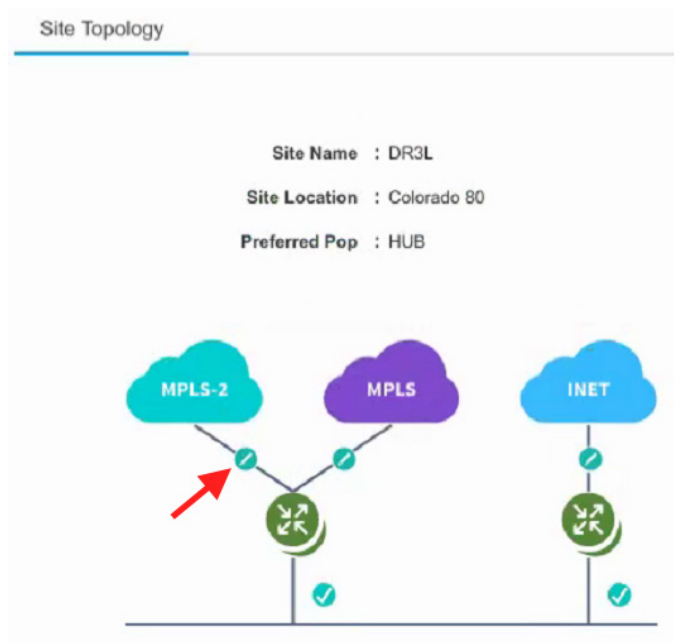 Site Topology
Site Name : DR3L
Site Location : Colorado 80
Preferred Pop : HUB
MPLS-2 MPLS INET